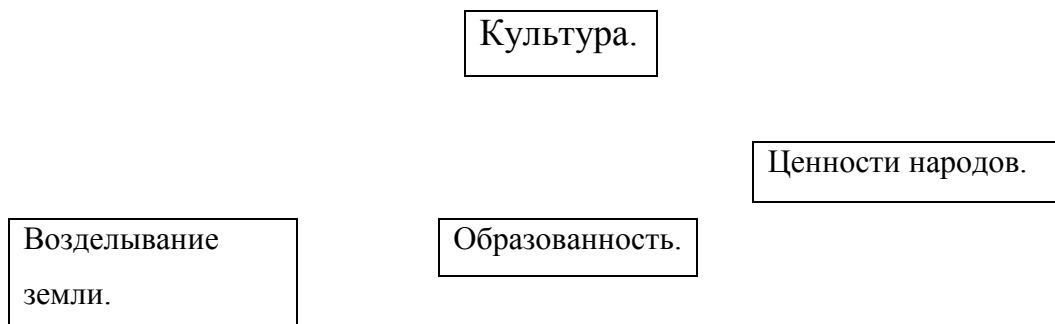 Культура.
Ценности народов.
Возделывание
земли.
Образованность.